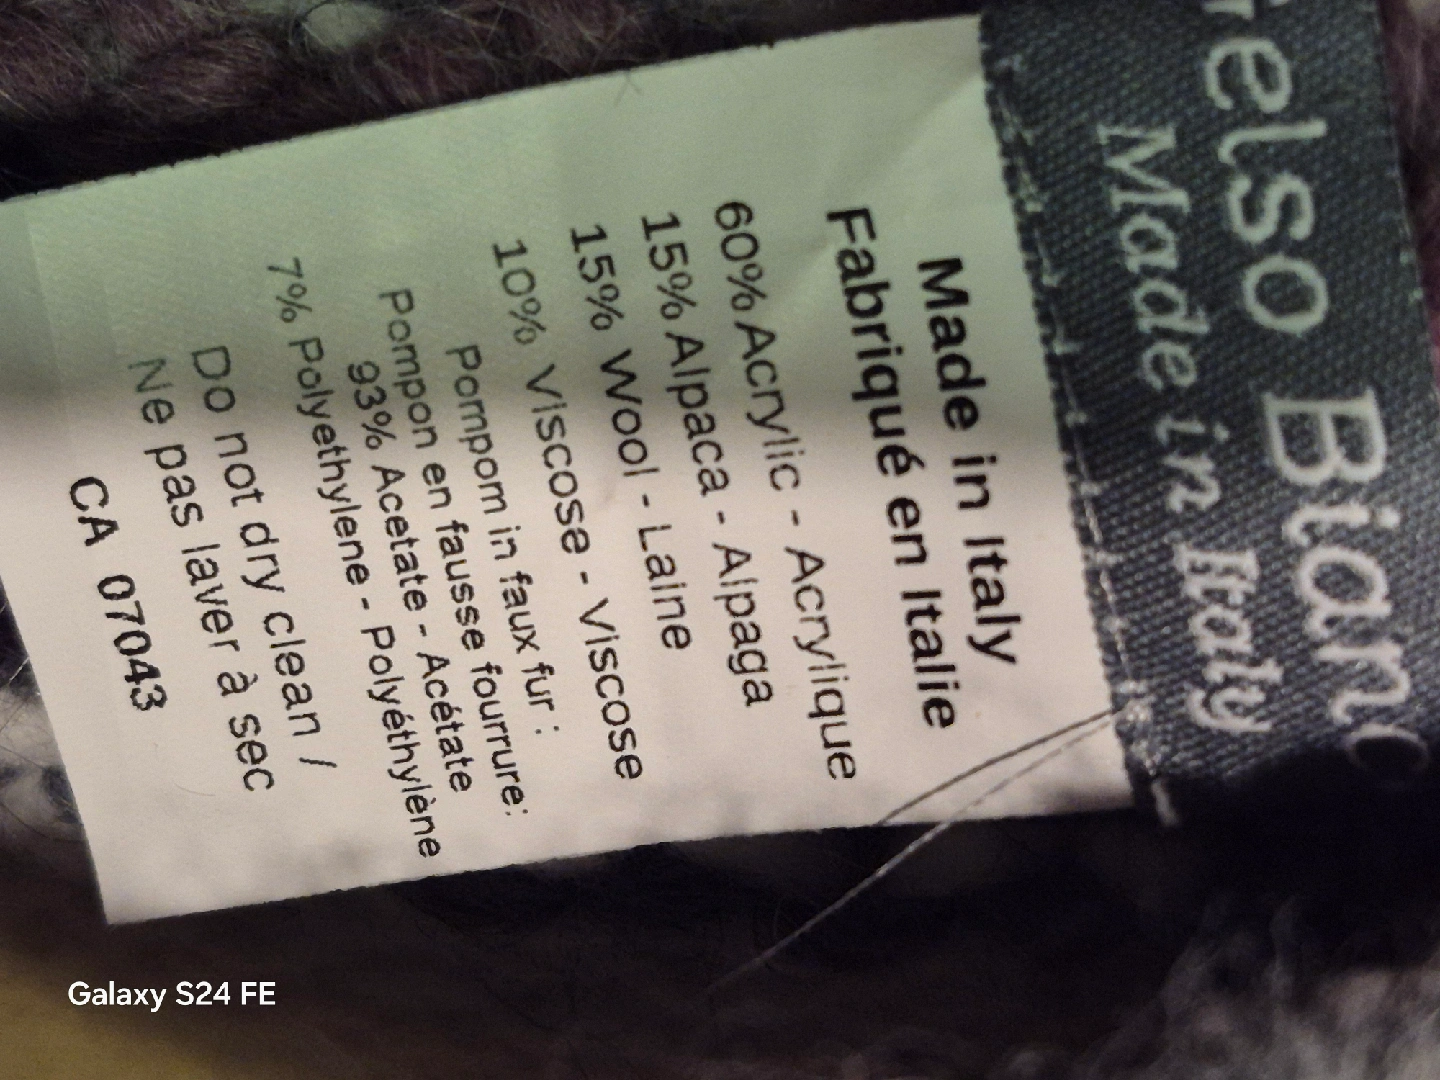 elso Bianco
Made in Italy
Made in Italy
Fabriqué en Italie
60% Acrylic - Acrylique
15% Alpaca - Alpaga
15% Wool - Laine
10% Viscose - Viscose
Pompom in faux fur :
Pompon en fausse fourrure:
93% Acetate - Acétate
7% Polyethylene - Polyéthylène
Do not dry clean /
Ne pas laver à sec
CA 07043
Galaxy S24 FE